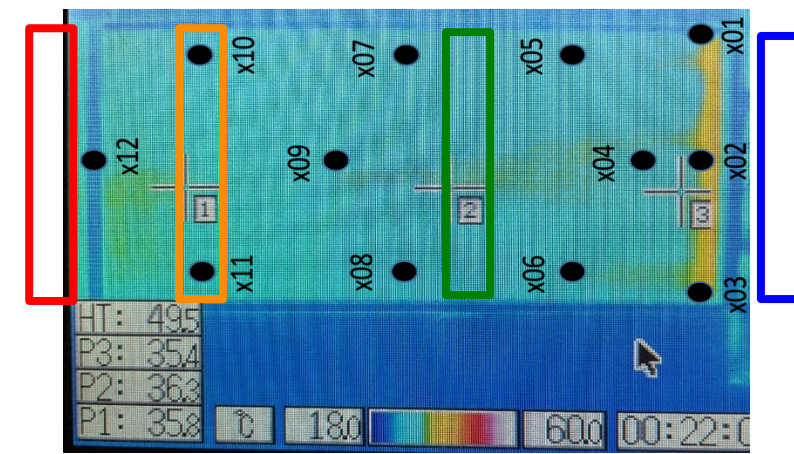 x10
x07
x05
x01
x12
x09
x04
x02
1
2
3
x11
x08
x06
x03
HT: 49.5
P3: 35.4
P2: 36.3
P1: 35.8
℃
18.0
60.0
00:22:0